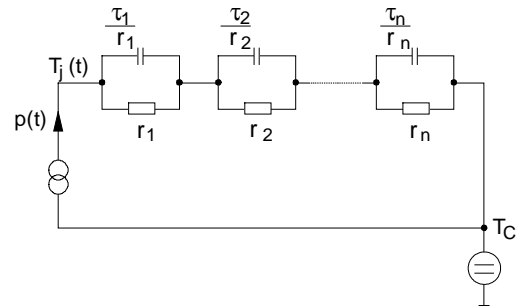 τ1 τ2 τn
r1 r2 rn
Tj (t)
r1 r2 rn
p(t)
TC